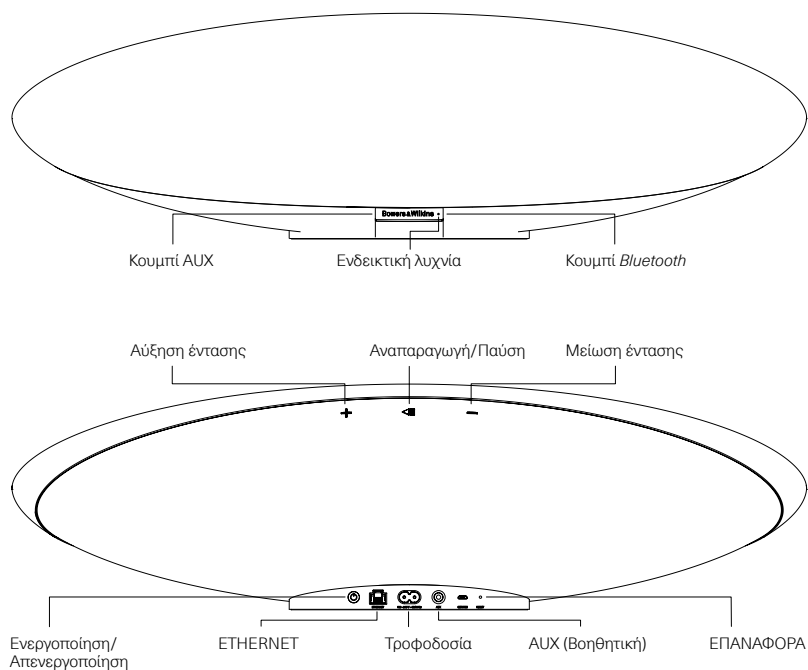 Bowers & Wilkins
Κουμπί AUX
Ενδεικτική λυχνία
Κουμπί Bluetooth
Αύξηση έντασης
Αναπαραγωγή/Παύση
Μείωση έντασης
Ενεργοποίηση/
Απενεργοποίηση
ETHERNET
Τροφοδοσία
AUX (Βοηθητική)
ΕΠΑΝΑΦΟΡΑ